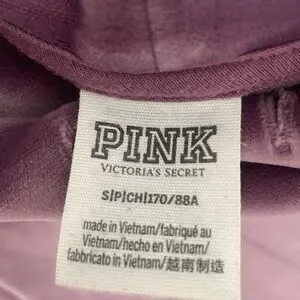 PINK
VICTORIA'S SECRET
S|P|CH|170/88A
made in Vietnam/fabriqué au
Vietnam/hecho en Vietnam/
fabbricato in Vietnam/越南制造